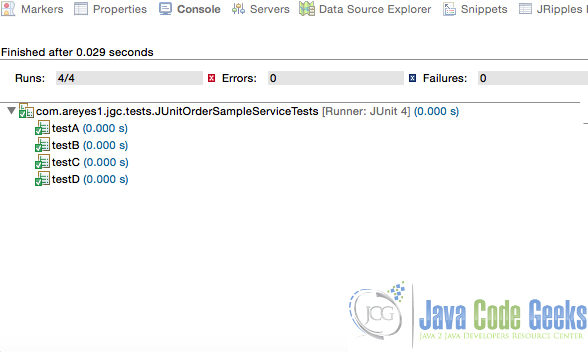 Markers Properties Console Servers Data Source Explorer Snippets JRipples
Finished after 0.029 seconds
Runs: 4/4 Errors: 0 Failures: 0
com.areyes1.jgc.tests.JUnitOrderSampleServiceTests [Runner: JUnit 4] (0.000 s)
testA (0.000 s)
testB (0.000 s)
testC (0.000 s)
testD (0.000 s)
JCG
Java Code Geeks
JAVA 2 JAVA DEVELOPERS RESOURCE CENTER